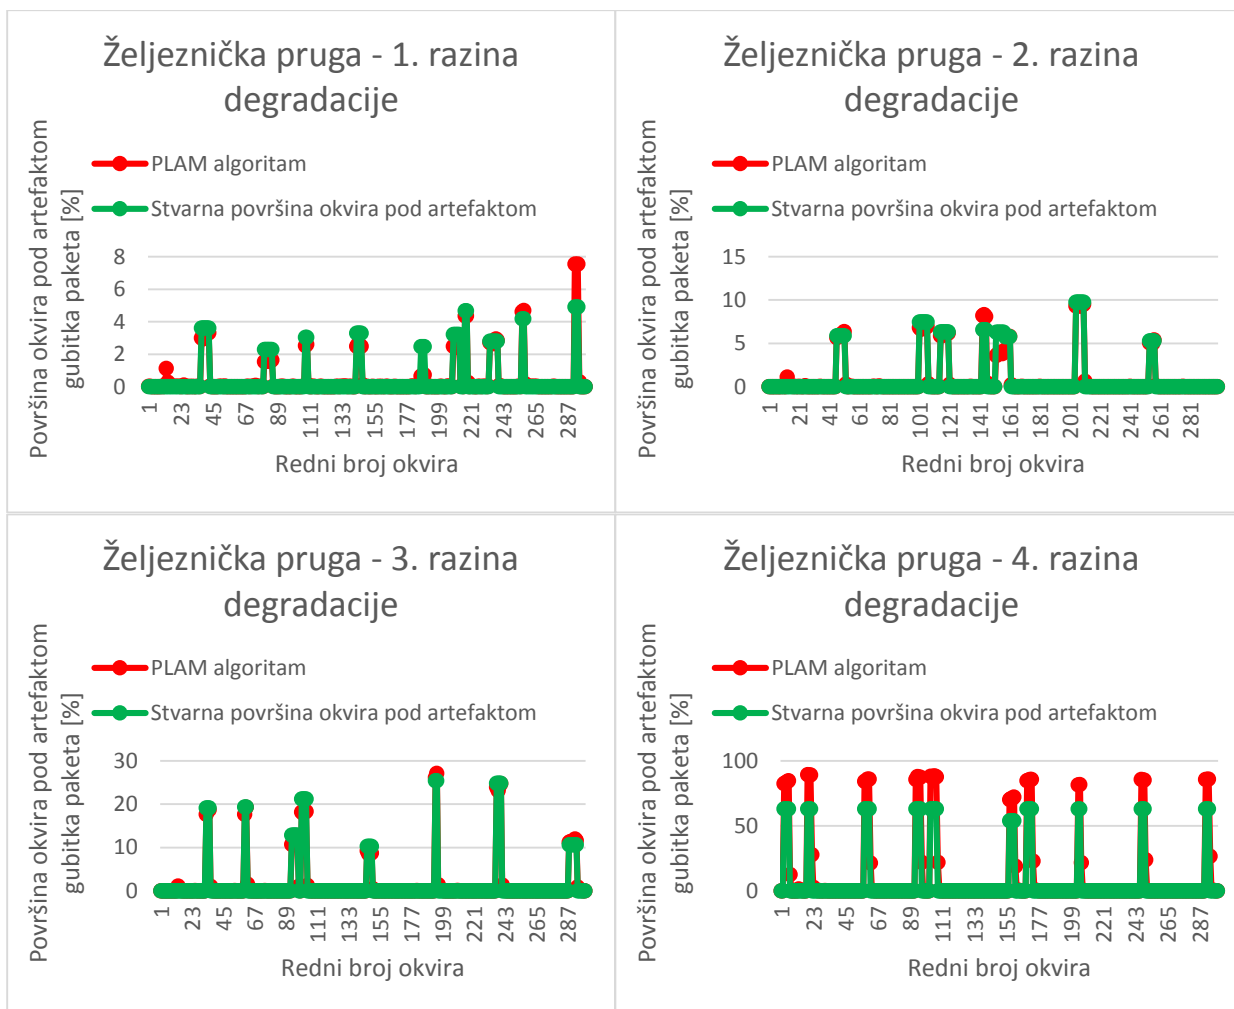 Željeznička pruga - 1. razina
degradacije
Površina okvira pod artefaktom
gubitka paketa [%]
PLAM algoritam
Stvarna površina okvira pod artefaktom
8
6
4
2
0
1 23 45 67 89 111 133 155 177 199 221 243 265 287
Redni broj okvira
Željeznička pruga - 2. razina
degradacije
Površina okvira pod artefaktom
gubitka paketa [%]
PLAM algoritam
Stvarna površina okvira pod artefaktom
15
10
5
0
1 21 41 61 81 101 121 141 161 181 201 221 241 261 281
Redni broj okvira
Željeznička pruga - 3. razina
degradacije
Površina okvira pod artefaktom
gubitka paketa [%]
PLAM algoritam
Stvarna površina okvira pod artefaktom
30
20
10
0
1 23 45 67 89 111 133 155 177 199 221 243 265 287
Redni broj okvira
Željeznička pruga - 4. razina
degradacije
Površina okvira pod artefaktom
gubitka paketa [%]
PLAM algoritam
Stvarna površina okvira pod artefaktom
100
50
0
1 23 45 67 89 111 133 155 177 199 221 243 265 287
Redni broj okvira